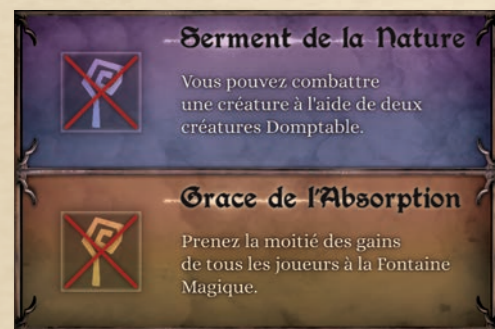 Serment de la Nature
Vous pouvez combattre
une créature à l'aide de deux
créatures Domptable.
Grace de l'Absorption
Prenez la moitié des gains
de tous les joueurs à la Fontaine
Magique.